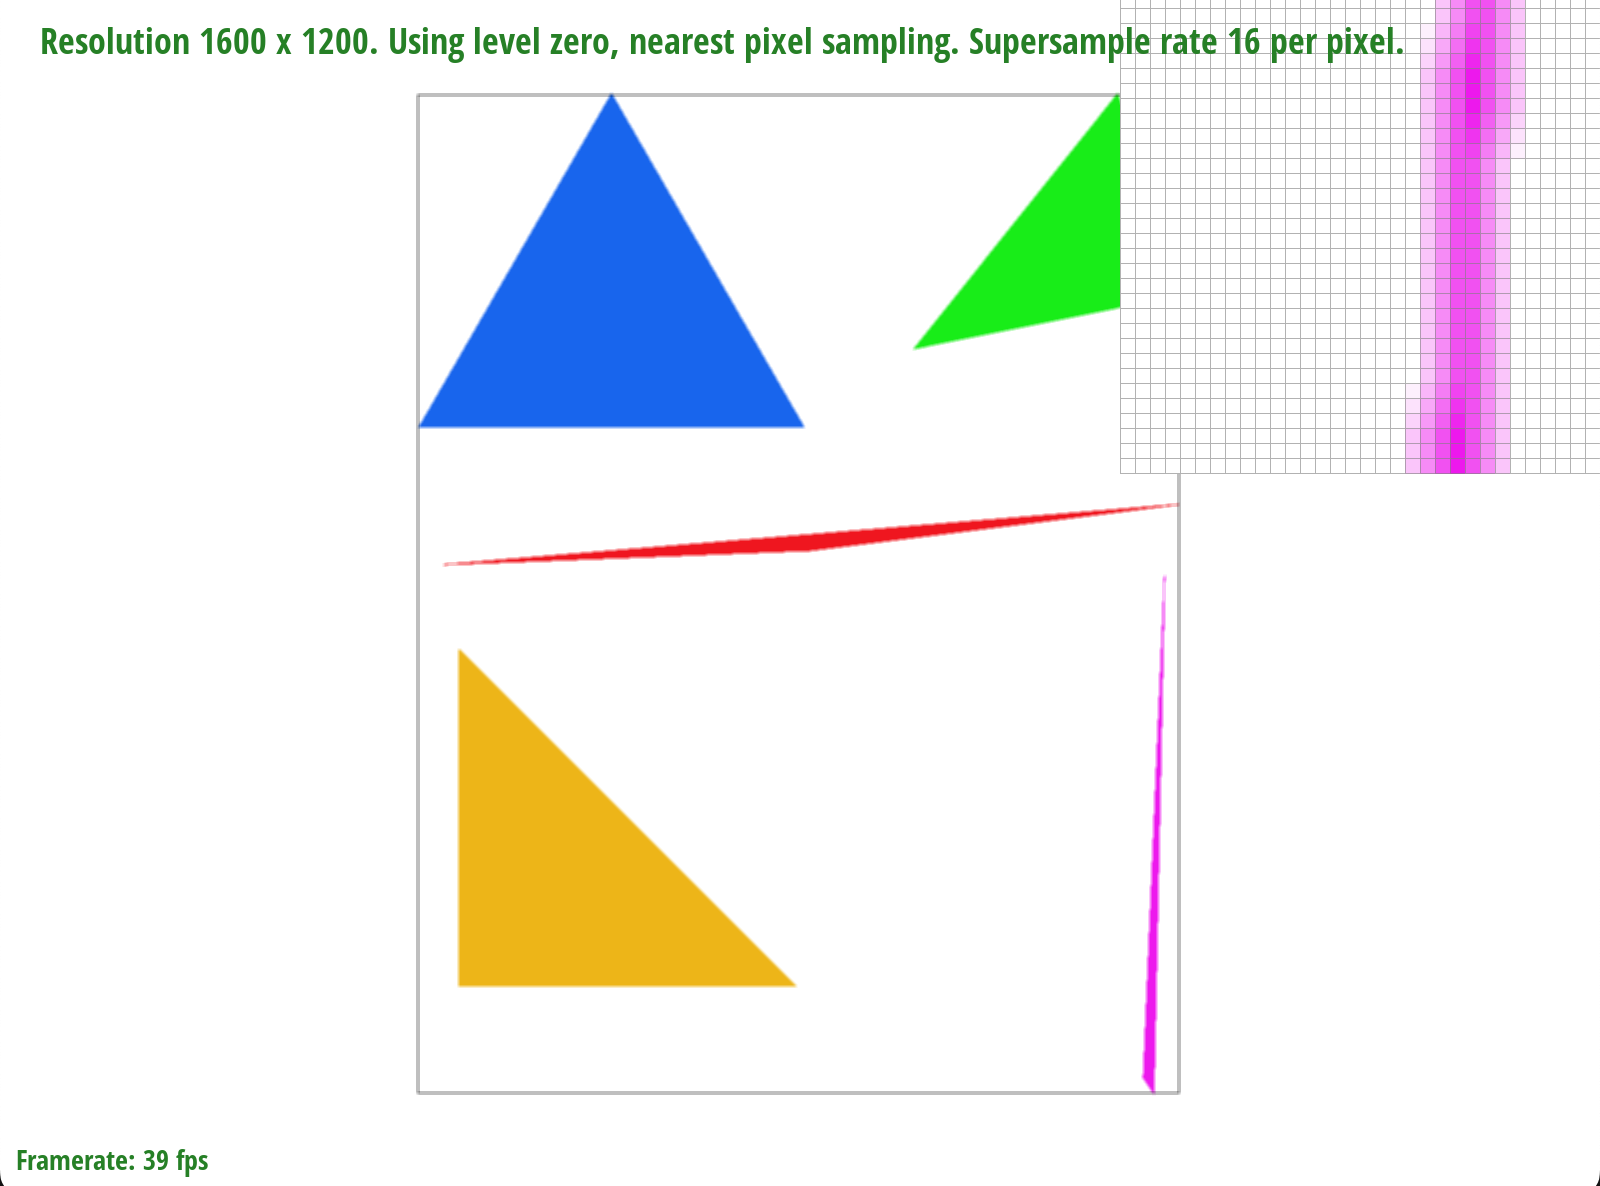 Resolution 1600 x 1200. Using level zero, nearest pixel sampling. Supersample rate 16 per pixel.
Framerate: 39 fps